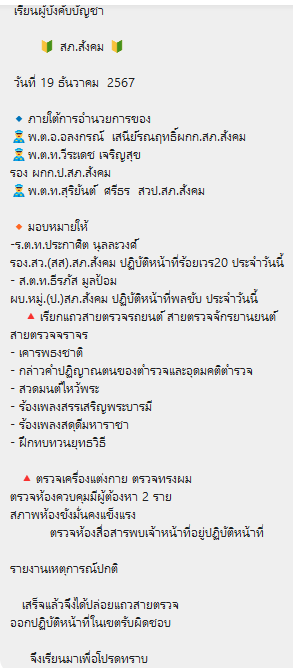 เรียนผู้บังคับบัญชา
🔰 สภ.สังคม 🔰
วันที่ 19 ธันวาคม 2567
🔹ภายใต้การอำนวยการของ
👮พ.ต.อ.อลงกรณ์ เสนีย์รณฤทธิ์ผกก.สภ.สังคม
👮พ.ต.ท.วีระเดช เจริญสุข
รอง ผกก.ป.สภ.สังคม
👮พ.ต.ท.สุริยันต์ ศรีธร สวป.สภ.สังคม
🔸มอบหมายให้
-ร.ต.ท.ประกาศิต นุลละวงศ์
รอง.สว.(สส).สภ.สังคม ปฏิบัติหน้าที่ร้อยเวร20 ประจำวันนี้
- ส.ต.ท.ธีรภัส มูลป้อม
ผบ.หมู่.(ป.)สภ.สังคม ปฏิบัติหน้าที่พลขับ ประจำวันนี้
🔺เรียกแถวสายตรวจรถยนต์ สายตรวจจักรยานยนต์
สายตรวจจราจร
- เคารพธงชาติ
- กล่าวคำปฏิญาณตนของตำรวจและอุดมคติตำรวจ
- สวดมนต์ไหว้พระ
- ร้องเพลงสรรเสริญพระบารมี
- ร้องเพลงสดุดีมหาราชา
- ฝึกทบทวนยุทธวิธี
🔺ตรวจเครื่องแต่งกาย ตรวจทรงผม
ตรวจห้องควบคุมมีผู้ต้องหา 2 ราย
สภาพห้องขังมั่นคงแข็งแรง
ตรวจห้องสื่อสารพบเจ้าหน้าที่อยู่ปฏิบัติหน้าที่
รายงานเหตุการณ์ปกติ
เสร็จแล้วจึงได้ปล่อยแถวสายตรวจ
ออกปฏิบัติหน้าที่ในเขตรับผิดชอบ
จึงเรียนมาเพื่อโปรดทราบ